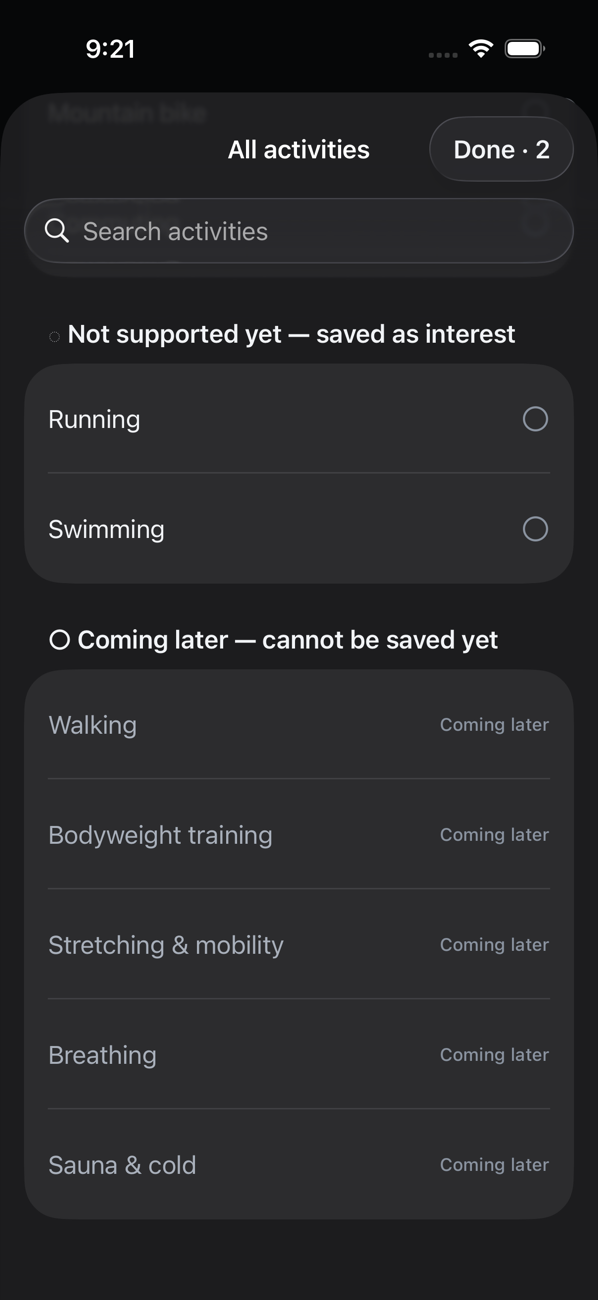 9:21
Mountain bike
All activities
Done · 2
Search activities
Not supported yet — saved as interest
Running
Swimming
Coming later — cannot be saved yet
Walking
Coming later
Bodyweight training
Coming later
Stretching & mobility
Coming later
Breathing
Coming later
Sauna & cold
Coming later